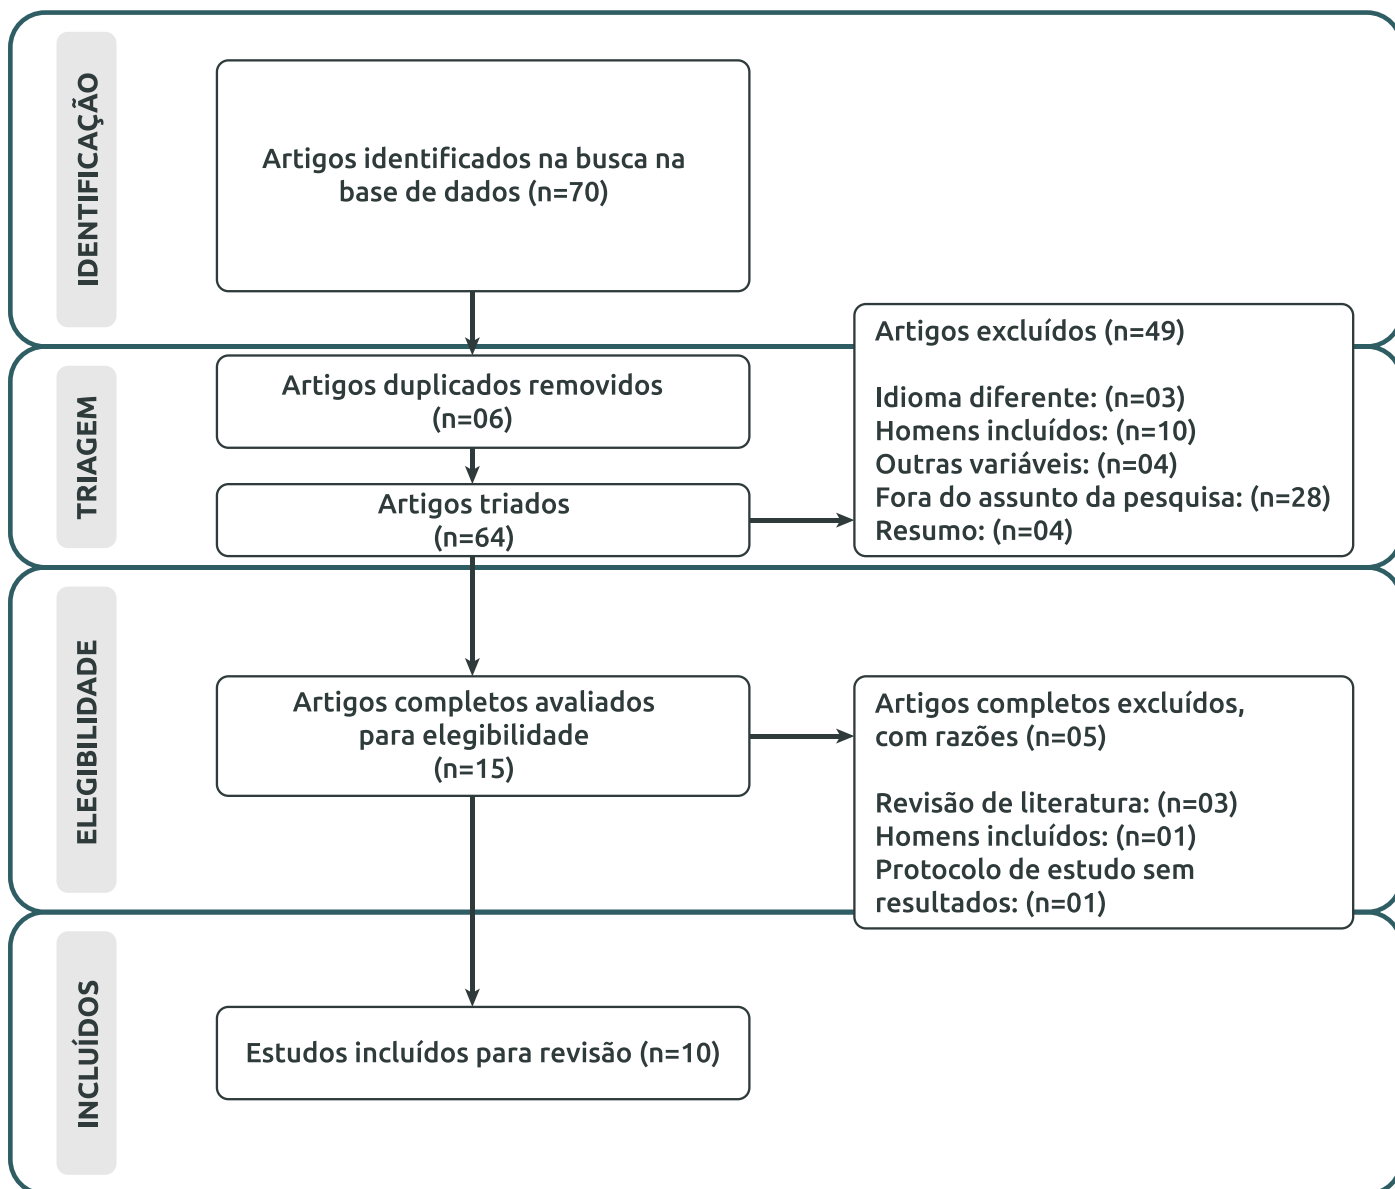 IDENTIFICAÇÃO
Artigos identificados na busca na
base de dados (n=70)
TRIAGEM
Artigos duplicados removidos
(n=06)
Artigos triados
(n=64)
Artigos excluídos (n=49)
Idioma diferente: (n=03)
Homens incluídos: (n=10)
Outras variáveis: (n=04)
Fora do assunto da pesquisa: (n=28)
Resumo: (n=04)
ELEGIBILIDADE
Artigos completos avaliados
para elegibilidade
(n=15)
Artigos completos excluídos,
com razões (n=05)
Revisão de literatura: (n=03)
Homens incluídos: (n=01)
Protocolo de estudo sem
resultados: (n=01)
INCLUÍDOS
Estudos incluídos para revisão (n=10)